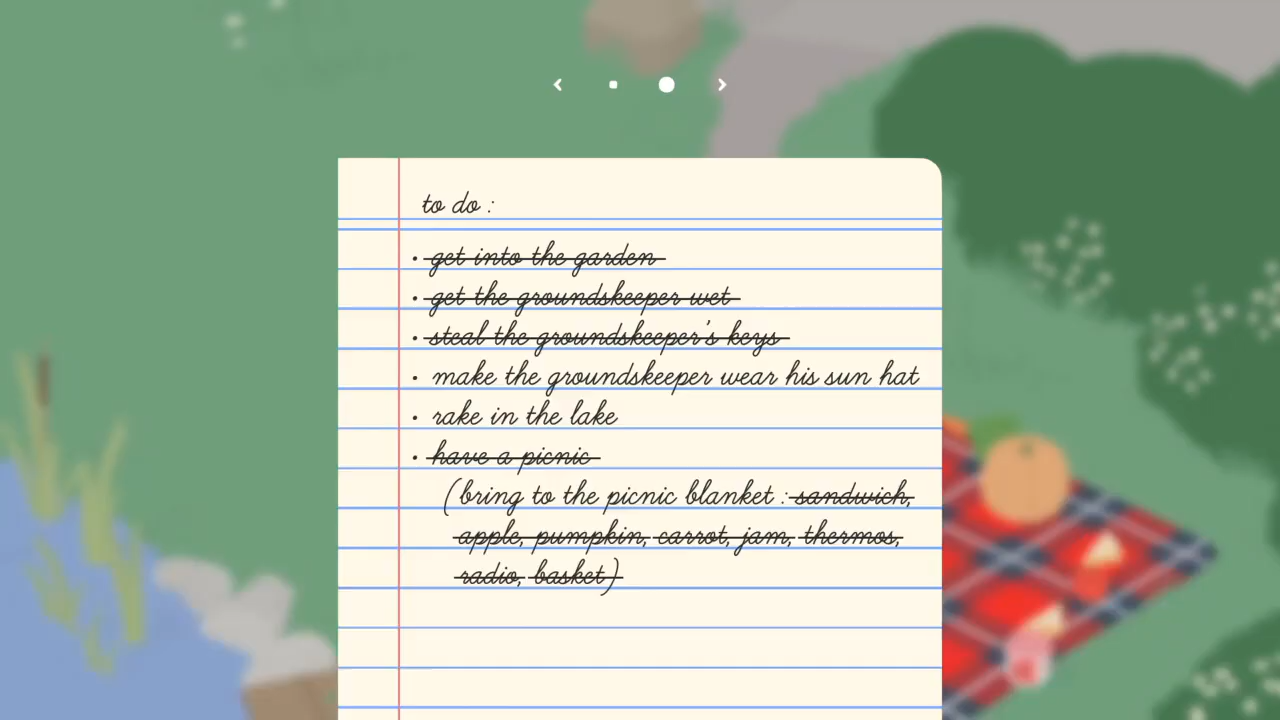 to do :
• get into the garden
• get the groundskeeper wet
• steal the groundskeeper's keys
• make the groundskeeper wear his sun hat
• rake in the lake
• have a picnic
(bring to the picnic blanket : sandwich,
apple, pumpkin, carrot, jam, thermos,
radio, basket)